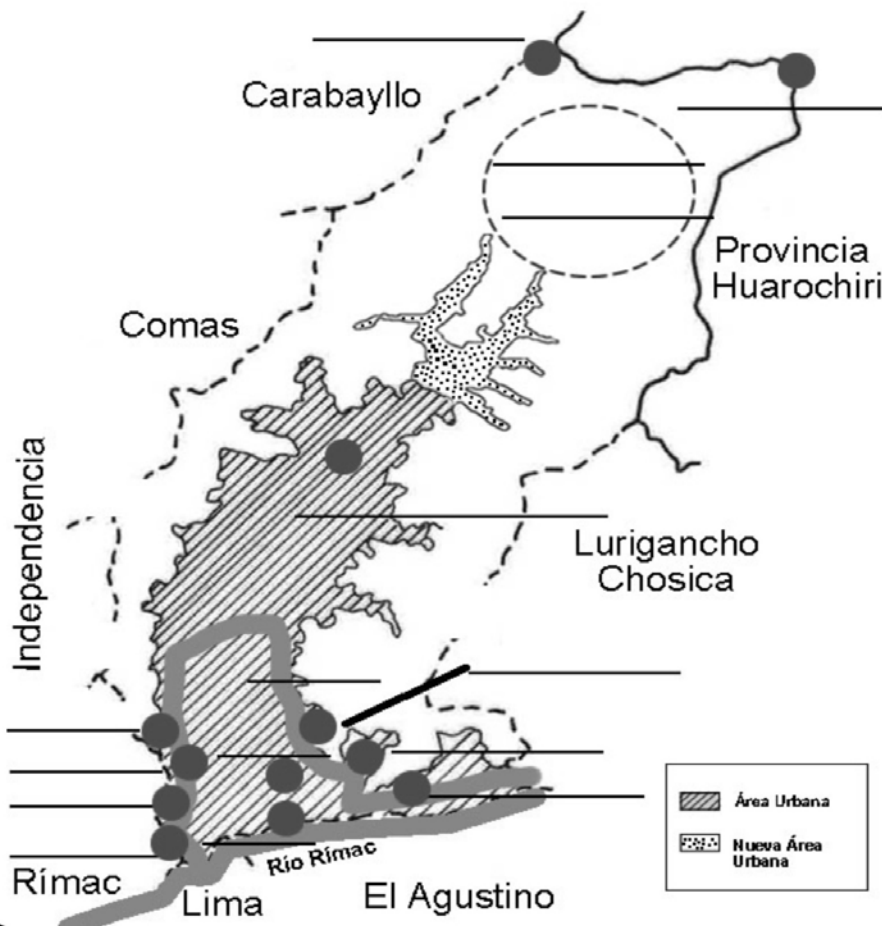 Carabayllo
Provincia
Huarochiri
Comas
Independencia
Lurigancho
Chosica
Área Urbana
Nueva Área
Urbana
Río Rímac
Rímac
Lima
El Agustino